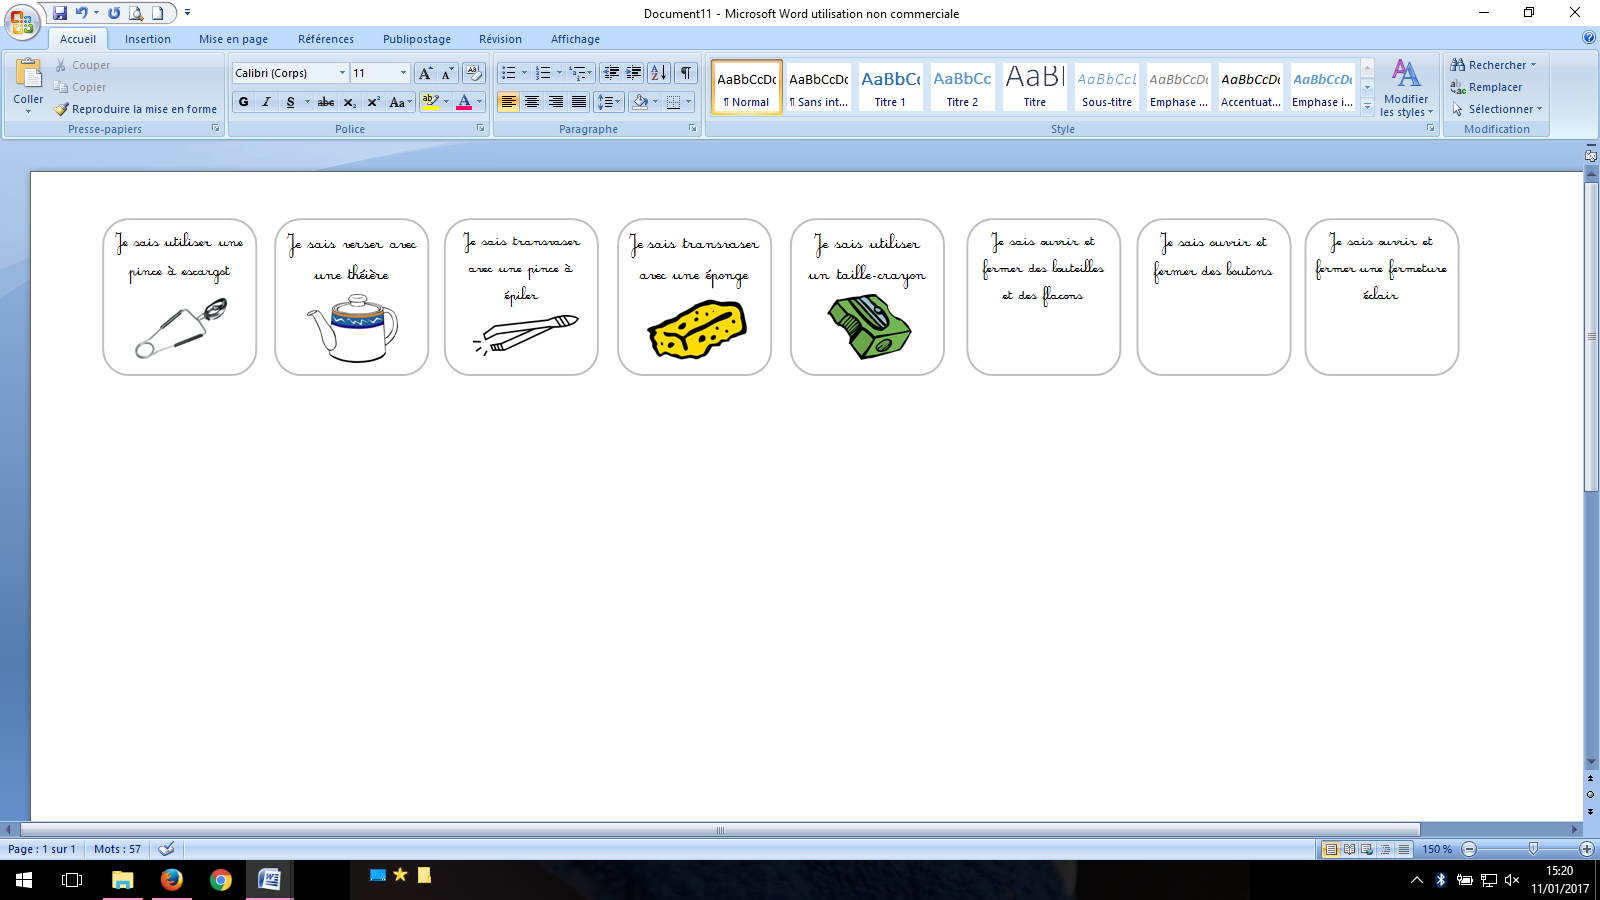 Document11 - Microsoft Word utilisation non commerciale
Accueil
Insertion
Mise en page
Références
Publipostage
Révision
Affichage
Coller
Couper
Copier
Reproduire la mise en forme
Presse-papiers
Calibri (Corps)
11
G I S abc x₂ x² Aa
Police
Paragraphe
AaBbCcDc
¶ Normal
AaBbCcDc
¶ Sans int...
AaBbCc
Titre 1
AaBbCc
Titre 2
AaBl
Titre
AaBbCcL
Sous-titre
AaBbCcDc
Emphase ...
AaBbCcDc
Accentuat...
AaBbCcDc
Emphase i...
Modifier
les styles
Style
Rechercher
Remplacer
Sélectionner
Modification
Je sais utiliser une
pince à escargot
Je sais verser avec
une théière
Je sais transvaser
avec une pince à
épiler
Je sais transvaser
avec une éponge
Je sais utiliser
un taille-crayon
Je sais ouvrir et
fermer des bouteilles
et des flacons
Je sais ouvrir et
fermer des boutons
Je sais ouvrir et
fermer une fermeture
éclair
Page : 1 sur 1
Mots : 57
150 %
15:20
11/01/2017